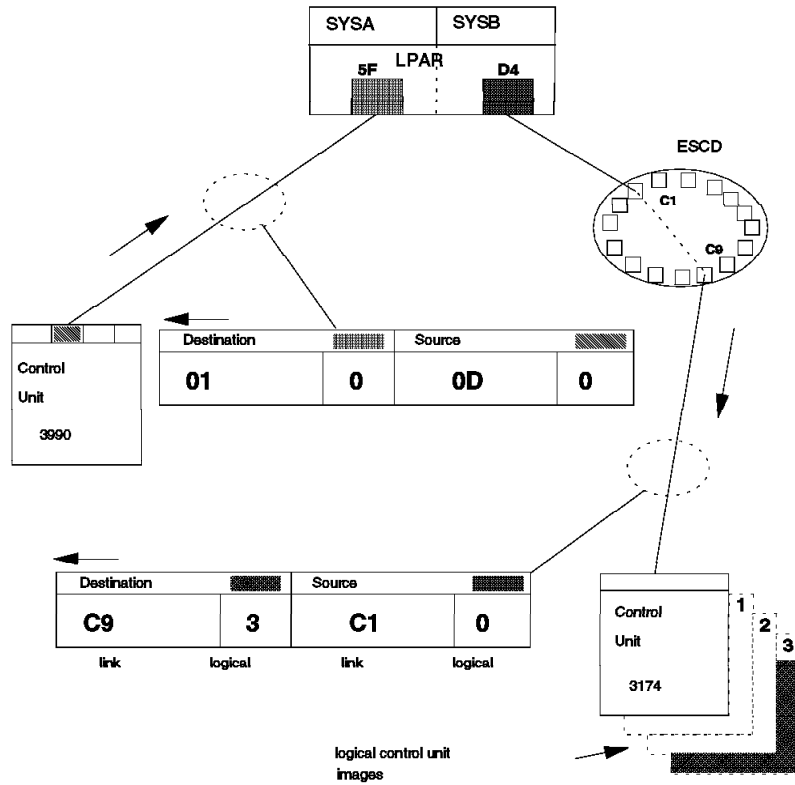 SYSA SYSB
LPAR
5F D4
ESCD
C1
C9
Destination Source
01 0 0D 0
Control
Unit
3990
Destination Source
C9 3 C1 0
link logical link logical
Control
Unit
3174
1
2
3
logical control unit
images